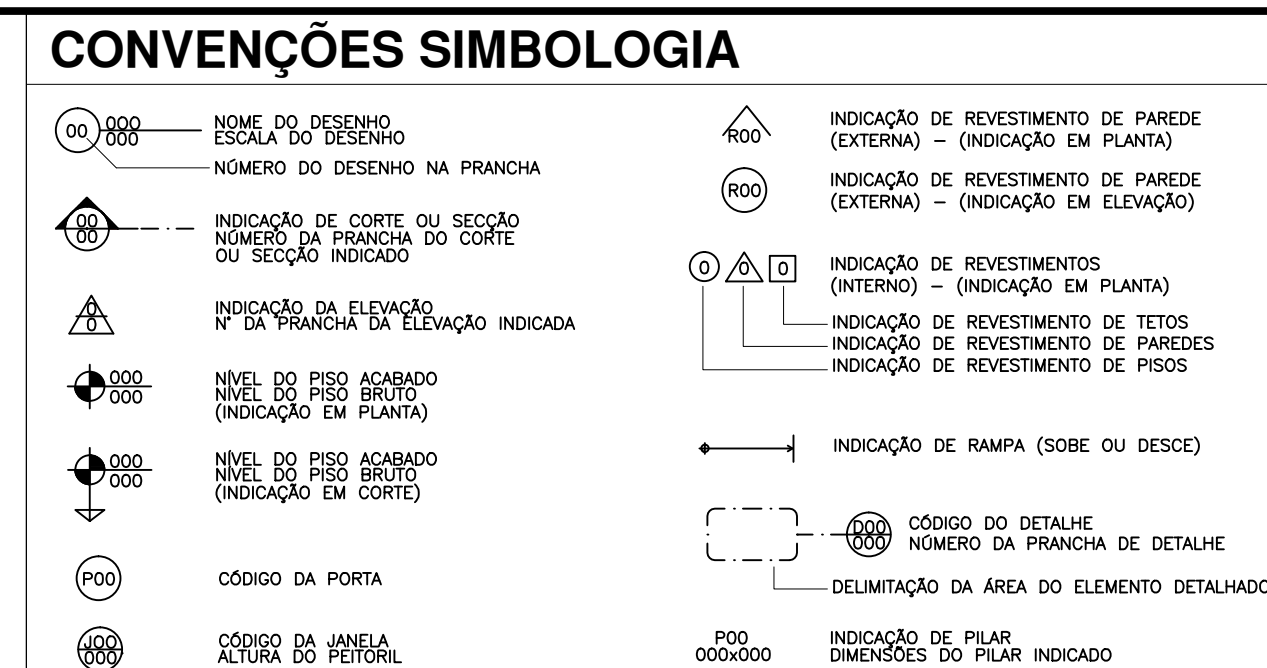 CONVENÇÕES SIMBOLOGIA
00
000
000
NOME DO DESENHO
ESCALA DO DESENHO
NÚMERO DO DESENHO NA PRANCHA
00
00
INDICAÇÃO DE CORTE OU SECÇÃO
NÚMERO DA PRANCHA DO CORTE
OU SECÇÃO INDICADO
0
0
INDICAÇÃO DA ELEVAÇÃO
N° DA PRANCHA DA ELEVAÇÃO INDICADA
000
000
NÍVEL DO PISO ACABADO
NÍVEL DO PISO BRUTO
(INDICAÇÃO EM PLANTA)
000
000
NÍVEL DO PISO ACABADO
NÍVEL DO PISO BRUTO
(INDICAÇÃO EM CORTE)
P00
CÓDIGO DA PORTA
J00
000
CÓDIGO DA JANELA
ALTURA DO PEITORIL
R00
INDICAÇÃO DE REVESTIMENTO DE PAREDE
(EXTERNA) – (INDICAÇÃO EM PLANTA)
R00
INDICAÇÃO DE REVESTIMENTO DE PAREDE
(EXTERNA) – (INDICAÇÃO EM ELEVAÇÃO)
0 0 0
INDICAÇÃO DE REVESTIMENTOS
(INTERNO) – (INDICAÇÃO EM PLANTA)
INDICAÇÃO DE REVESTIMENTO DE TETOS
INDICAÇÃO DE REVESTIMENTO DE PAREDES
INDICAÇÃO DE REVESTIMENTO DE PISOS
INDICAÇÃO DE RAMPA (SOBE OU DESCE)
D00
000
CÓDIGO DO DETALHE
NÚMERO DA PRANCHA DE DETALHE
DELIMITAÇÃO DA ÁREA DO ELEMENTO DETALHADO
P00
000x000
INDICAÇÃO DE PILAR
DIMENSÕES DO PILAR INDICADO